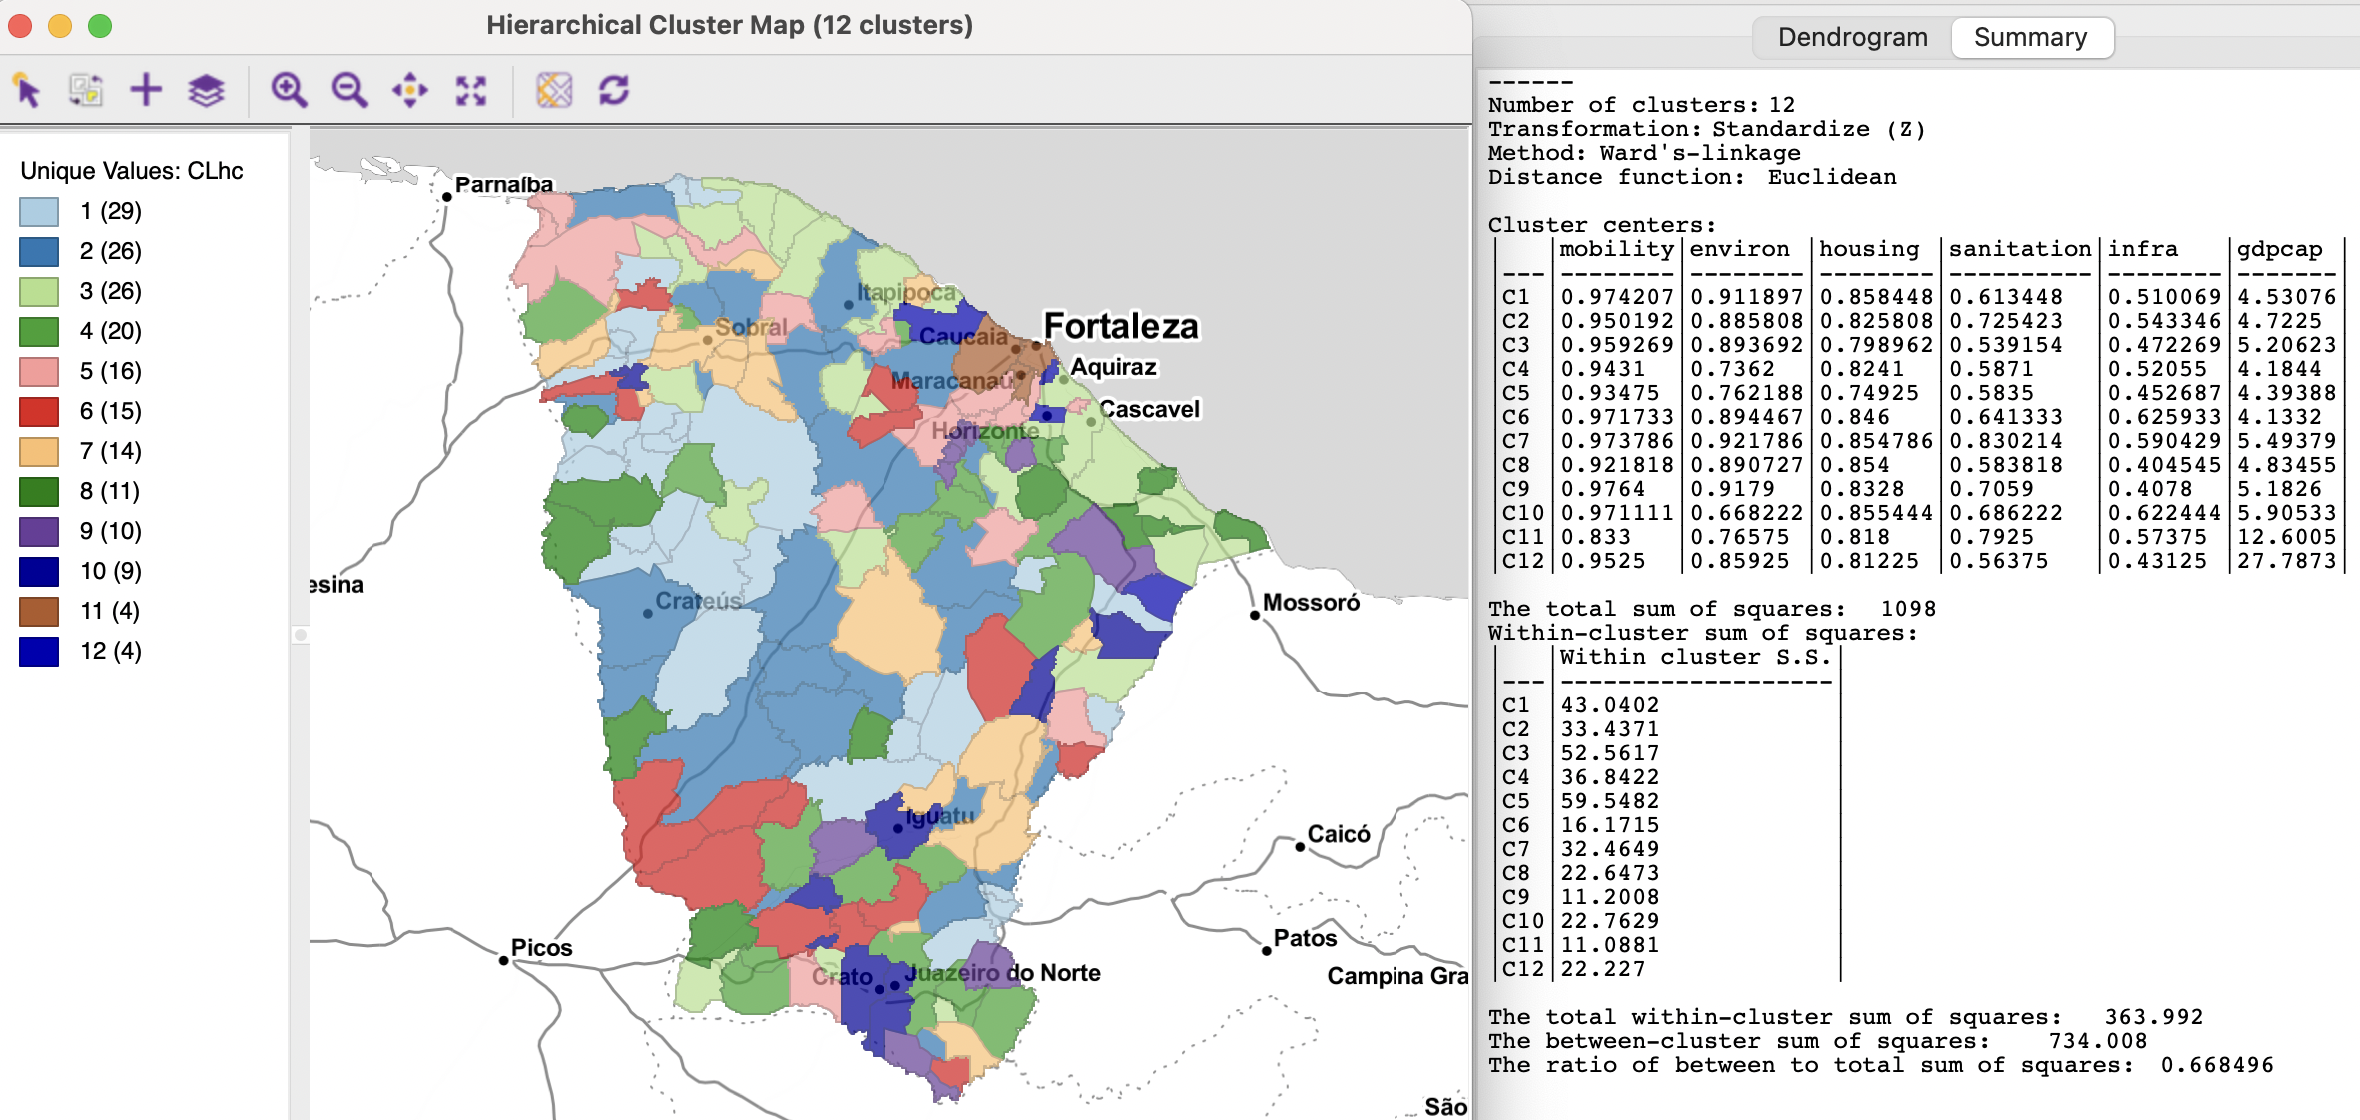 Hierarchical Cluster Map (12 clusters)
Unique Values: CLhc
1 (29)
2 (26)
3 (26)
4 (20)
5 (16)
6 (15)
7 (14)
8 (11)
9 (10)
10 (9)
11 (4)
12 (4)
Parnaíba
Itapipoca
Sobral
Caucaia
Fortaleza
Maracanaú
Aquiraz
Cascavel
Horizonte
esina
Crateús
Mossoró
Iguatu
Caicó
Picos
Patos
Crato
Juazeiro do Norte
Campina Gra
São
Dendrogram
Summary
------
Number of clusters: 12
Transformation: Standardize (Z)
Method: Ward's-linkage
Distance function: Euclidean
Cluster centers:
| |mobility|environ |housing |sanitation|infra |gdpcap |
|---|--------|--------|--------|----------|--------|-------|
|C1 |0.974207|0.911897|0.858448|0.613448 |0.510069|4.53076|
|C2 |0.950192|0.885808|0.825808|0.725423 |0.543346|4.7225 |
|C3 |0.959269|0.893692|0.798962|0.539154 |0.472269|5.20623|
|C4 |0.9431 |0.7362 |0.8241 |0.5871 |0.52055 |4.1844 |
|C5 |0.93475 |0.762188|0.74925 |0.5835 |0.452687|4.39388|
|C6 |0.971733|0.894467|0.846 |0.641333 |0.625933|4.1332 |
|C7 |0.973786|0.921786|0.854786|0.830214 |0.590429|5.49379|
|C8 |0.921818|0.890727|0.854 |0.583818 |0.404545|4.83455|
|C9 |0.9764 |0.9179 |0.8328 |0.7059 |0.4078 |5.1826 |
|C10|0.971111|0.668222|0.855444|0.686222 |0.622444|5.90533|
|C11|0.833 |0.76575 |0.818 |0.7925 |0.57375 |12.6005|
|C12|0.9525 |0.85925 |0.81225 |0.56375 |0.43125 |27.7873|
The total sum of squares: 1098
Within-cluster sum of squares:
| |Within cluster S.S.|
|---|-------------------|
|C1 |43.0402 |
|C2 |33.4371 |
|C3 |52.5617 |
|C4 |36.8422 |
|C5 |59.5482 |
|C6 |16.1715 |
|C7 |32.4649 |
|C8 |22.6473 |
|C9 |11.2008 |
|C10|22.7629 |
|C11|11.0881 |
|C12|22.227 |
The total within-cluster sum of squares: 363.992
The between-cluster sum of squares: 734.008
The ratio of between to total sum of squares: 0.668496